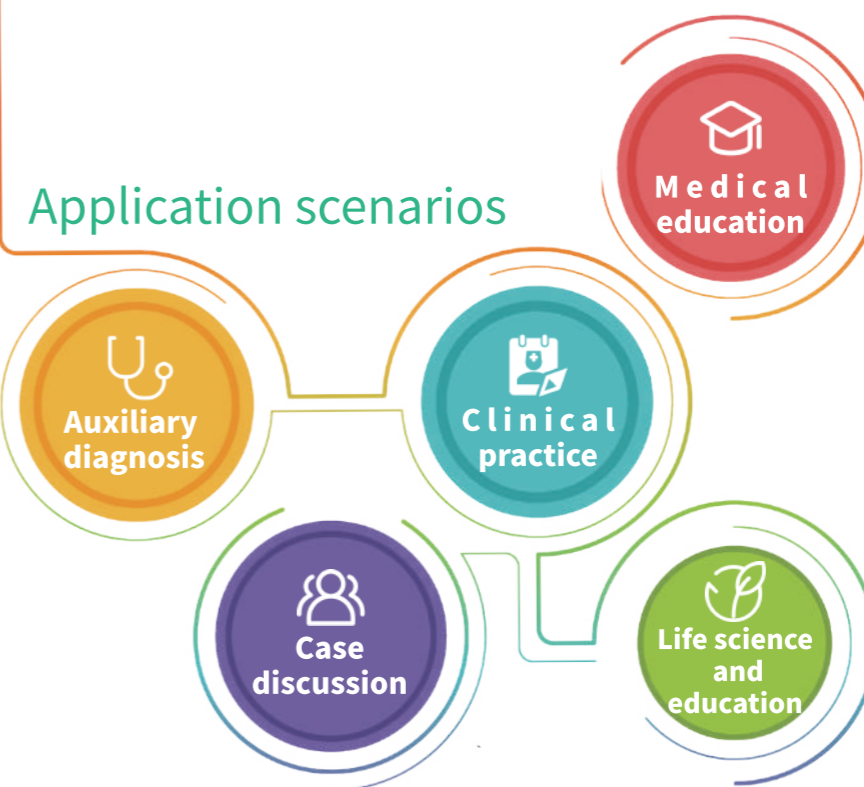 Application scenarios
Medical
education
Auxiliary
diagnosis
Clinical
practice
Case
discussion
Life science
and
education